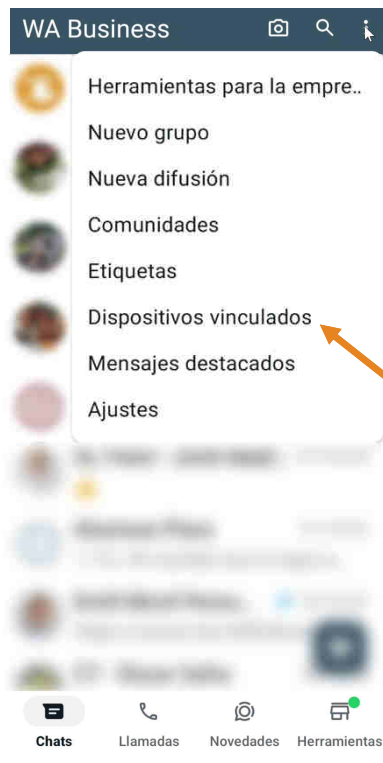 WA Business
Herramientas para la empre..
Nuevo grupo
Nueva difusión
Comunidades
Etiquetas
Dispositivos vinculados
Mensajes destacados
Ajustes
Chats
Llamadas
Novedades
Herramientas